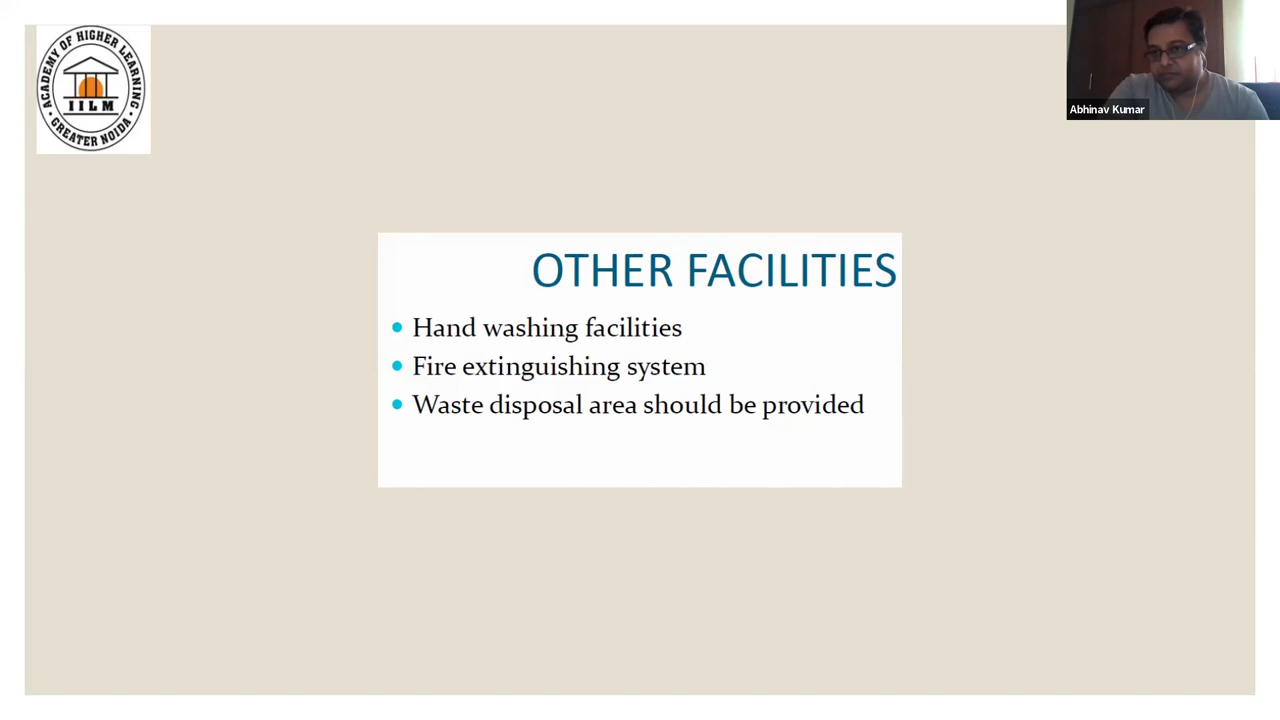 ACADEMY OF HIGHER LEARNING
IILM
GREATER NOIDA
Abhinav Kumar
OTHER FACILITIES
• Hand washing facilities
• Fire extinguishing system
• Waste disposal area should be provided